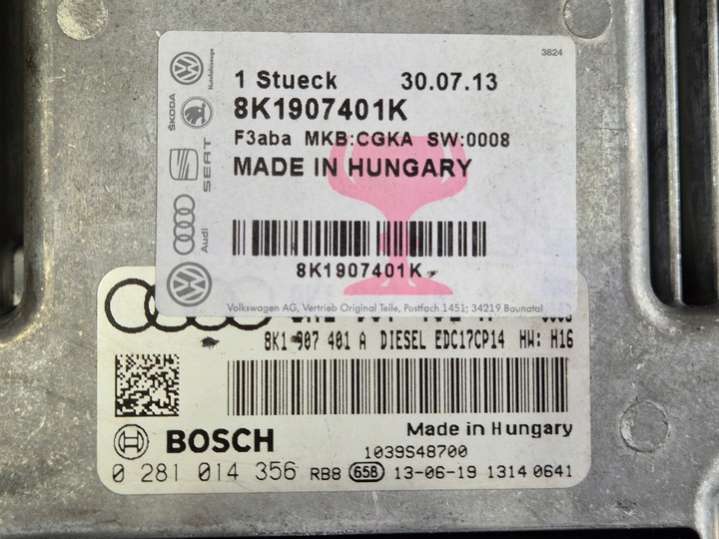 3824
1 Stueck 30.07.13
8K1907401K
F3aba MKB:CGKA SW:0008
MADE IN HUNGARY
Nutzfahrzeuge
ŠKODA
SEAT
Audi
8K1907401K
Volkswagen AG, Vertrieb Original Teile, Postfach 1451; 34219 Baunatal
8K1 907 401 A DIESEL EDC17CP14 HW: H16
Made in Hungary
BOSCH
1039S48700
0 281 014 356 RB8 658 13-06-19 1314 0641